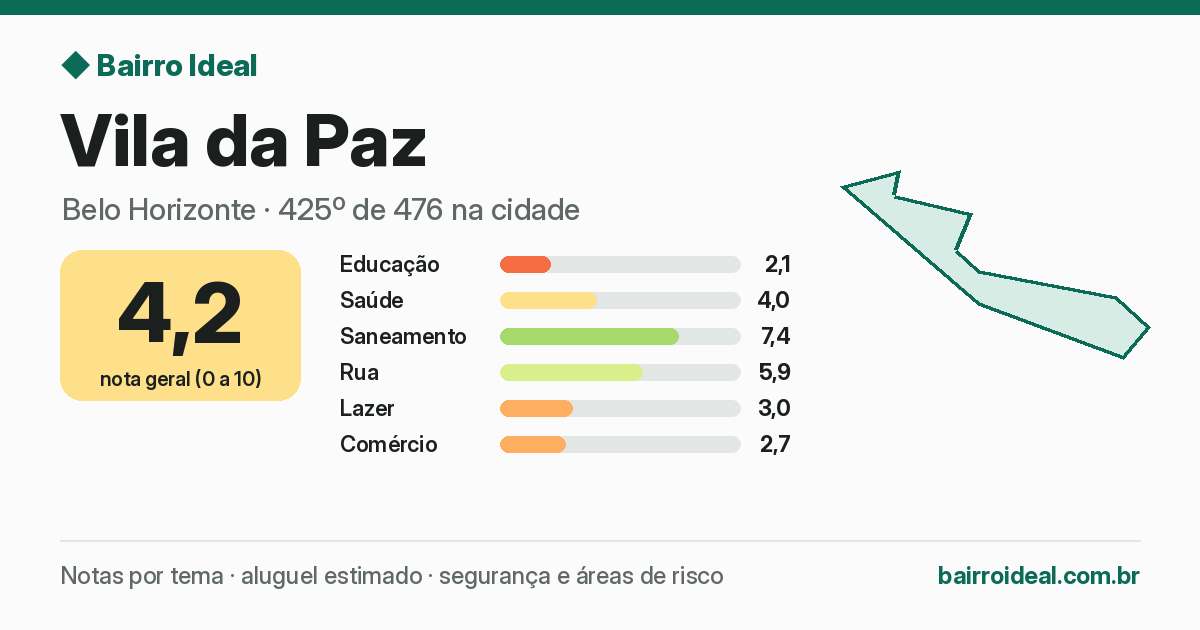 Bairro Ideal
Vila da Paz
Belo Horizonte · 425º de 476 na cidade
4,2
nota geral (0 a 10)
Educação 2,1
Saúde 4,0
Saneamento 7,4
Rua 5,9
Lazer 3,0
Comércio 2,7
Notas por tema · aluguel estimado · segurança e áreas de risco
bairroideal.com.br